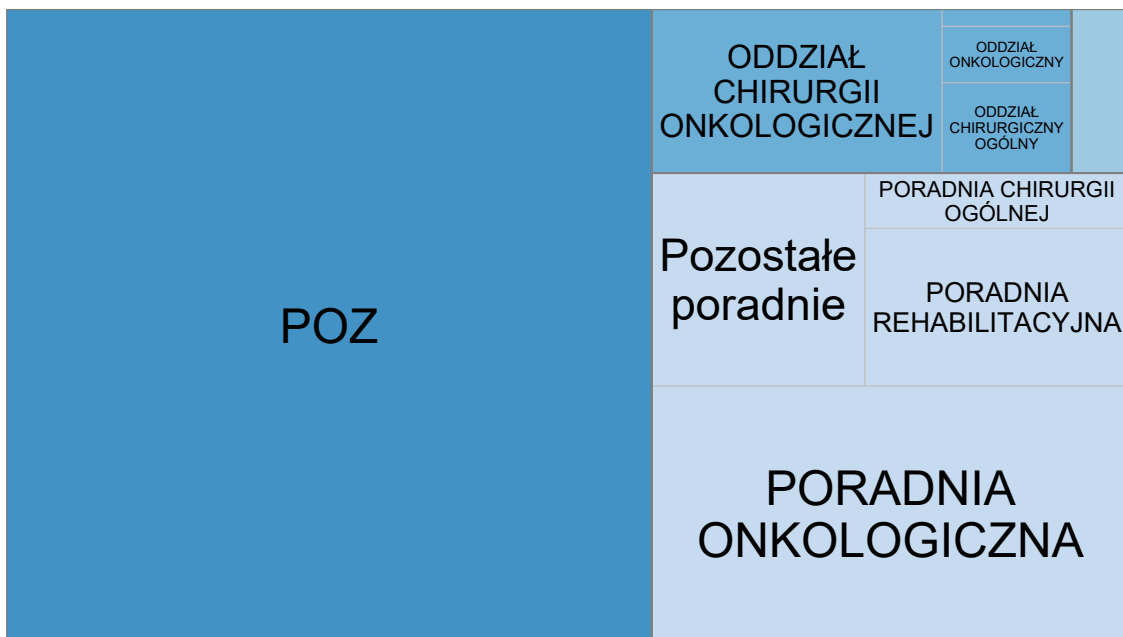 POZ
ODDZIAŁ
CHIRURGII
ONKOLOGICZNEJ
ODDZIAŁ
ONKOLOGICZNY
ODDZIAŁ
CHIRURGICZNY
OGÓLNY
Pozostałe
poradnie
PORADNIA CHIRURGII
OGÓLNEJ
PORADNIA
REHABILITACYJNA
PORADNIA
ONKOLOGICZNA